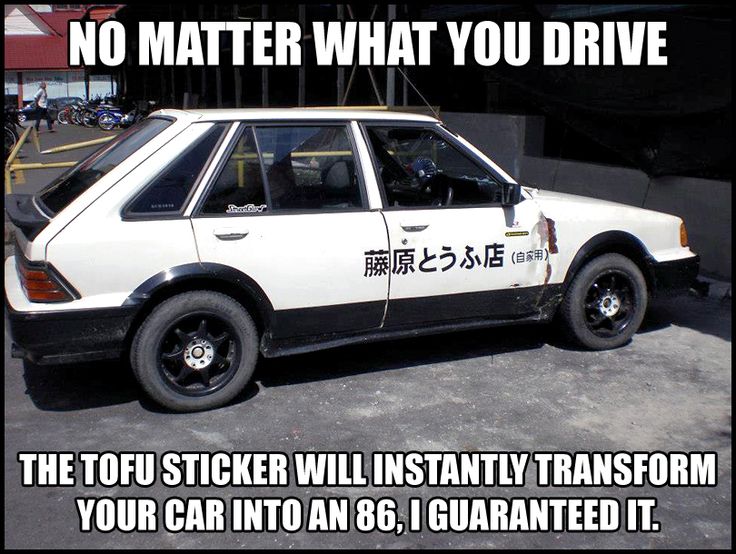 NO MATTER WHAT YOU DRIVE
StreetGlow
藤原とうふ店 (自家用)
THE TOFU STICKER WILL INSTANTLY TRANSFORM
YOUR CAR INTO AN 86, I GUARANTEED IT.